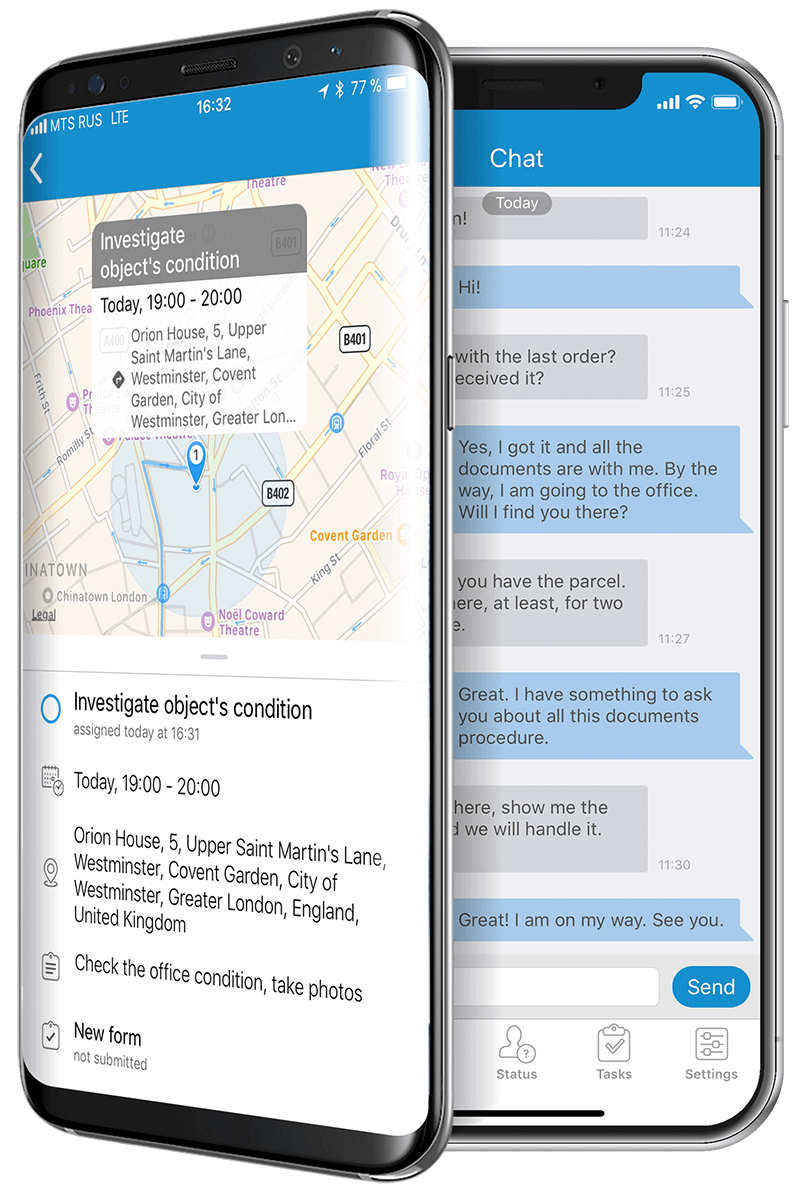 MTS RUS LTE
16:32
77 %
Theatre
B401
Investigate
object's condition
Today, 19:00 - 20:00
A400
Orion House, 5, Upper
Saint Martin's Lane,
Westminster, Covent
Garden, City of
Westminster, Greater Lon...
B401
Frith St
Romilly St
Palace Theatre
1
B402
Floral St
Covent Garden
King St
INATOWN
Chinatown London
Legal
Noël Coward
Theatre
Investigate object's condition
assigned today at 16:31
Today, 19:00 - 20:00
Orion House, 5, Upper Saint Martin's Lane,
Westminster, Covent Garden, City of
Westminster, Greater London, England,
United Kingdom
Check the office condition, take photos
New form
not submitted
Chat
Today
n!
11:24
Hi!
with the last order?
eceived it?
11:25
Yes, I got it and all the
documents are with me. By the
way, I am going to the office.
Will I find you there?
you have the parcel.
ere, at least, for two
e.
11:27
Great. I have something to ask
you about all this documents
procedure.
here, show me the
d we will handle it.
11:30
Great! I am on my way. See you.
Send
Status
Tasks
Settings